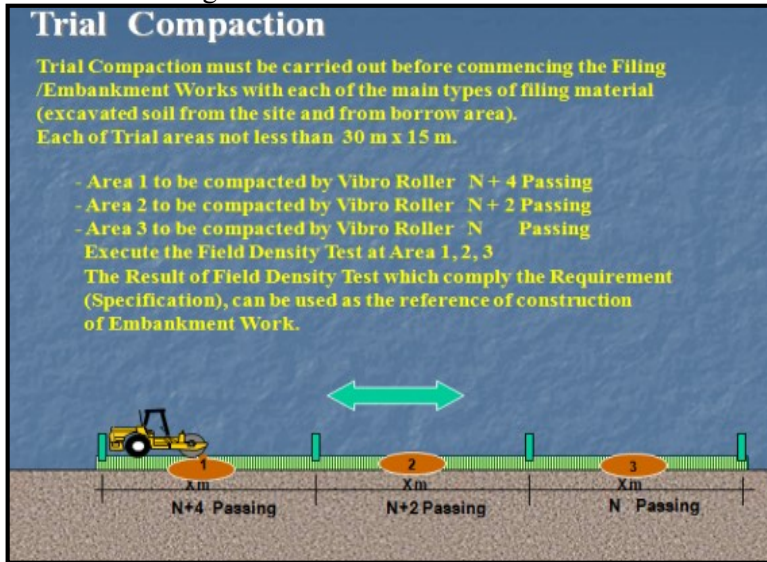 Trial Compaction
Trial Compaction must be carried out before commencing the Filing
/Embankment Works with each of the main types of filing material
(excavated soil from the site and from borrow area).
Each of Trial areas not less than 30 m x 15 m.
- Area 1 to be compacted by Vibro Roller N + 4 Passing
- Area 2 to be compacted by Vibro Roller N + 2 Passing
- Area 3 to be compacted by Vibro Roller N Passing
Execute the Field Density Test at Area 1, 2, 3
The Result of Field Density Test which comply the Requirement
(Specification), can be used as the reference of construction
of Embankment Work.
1 2 3
X m X m X m
N+4 Passing N+2 Passing N Passing